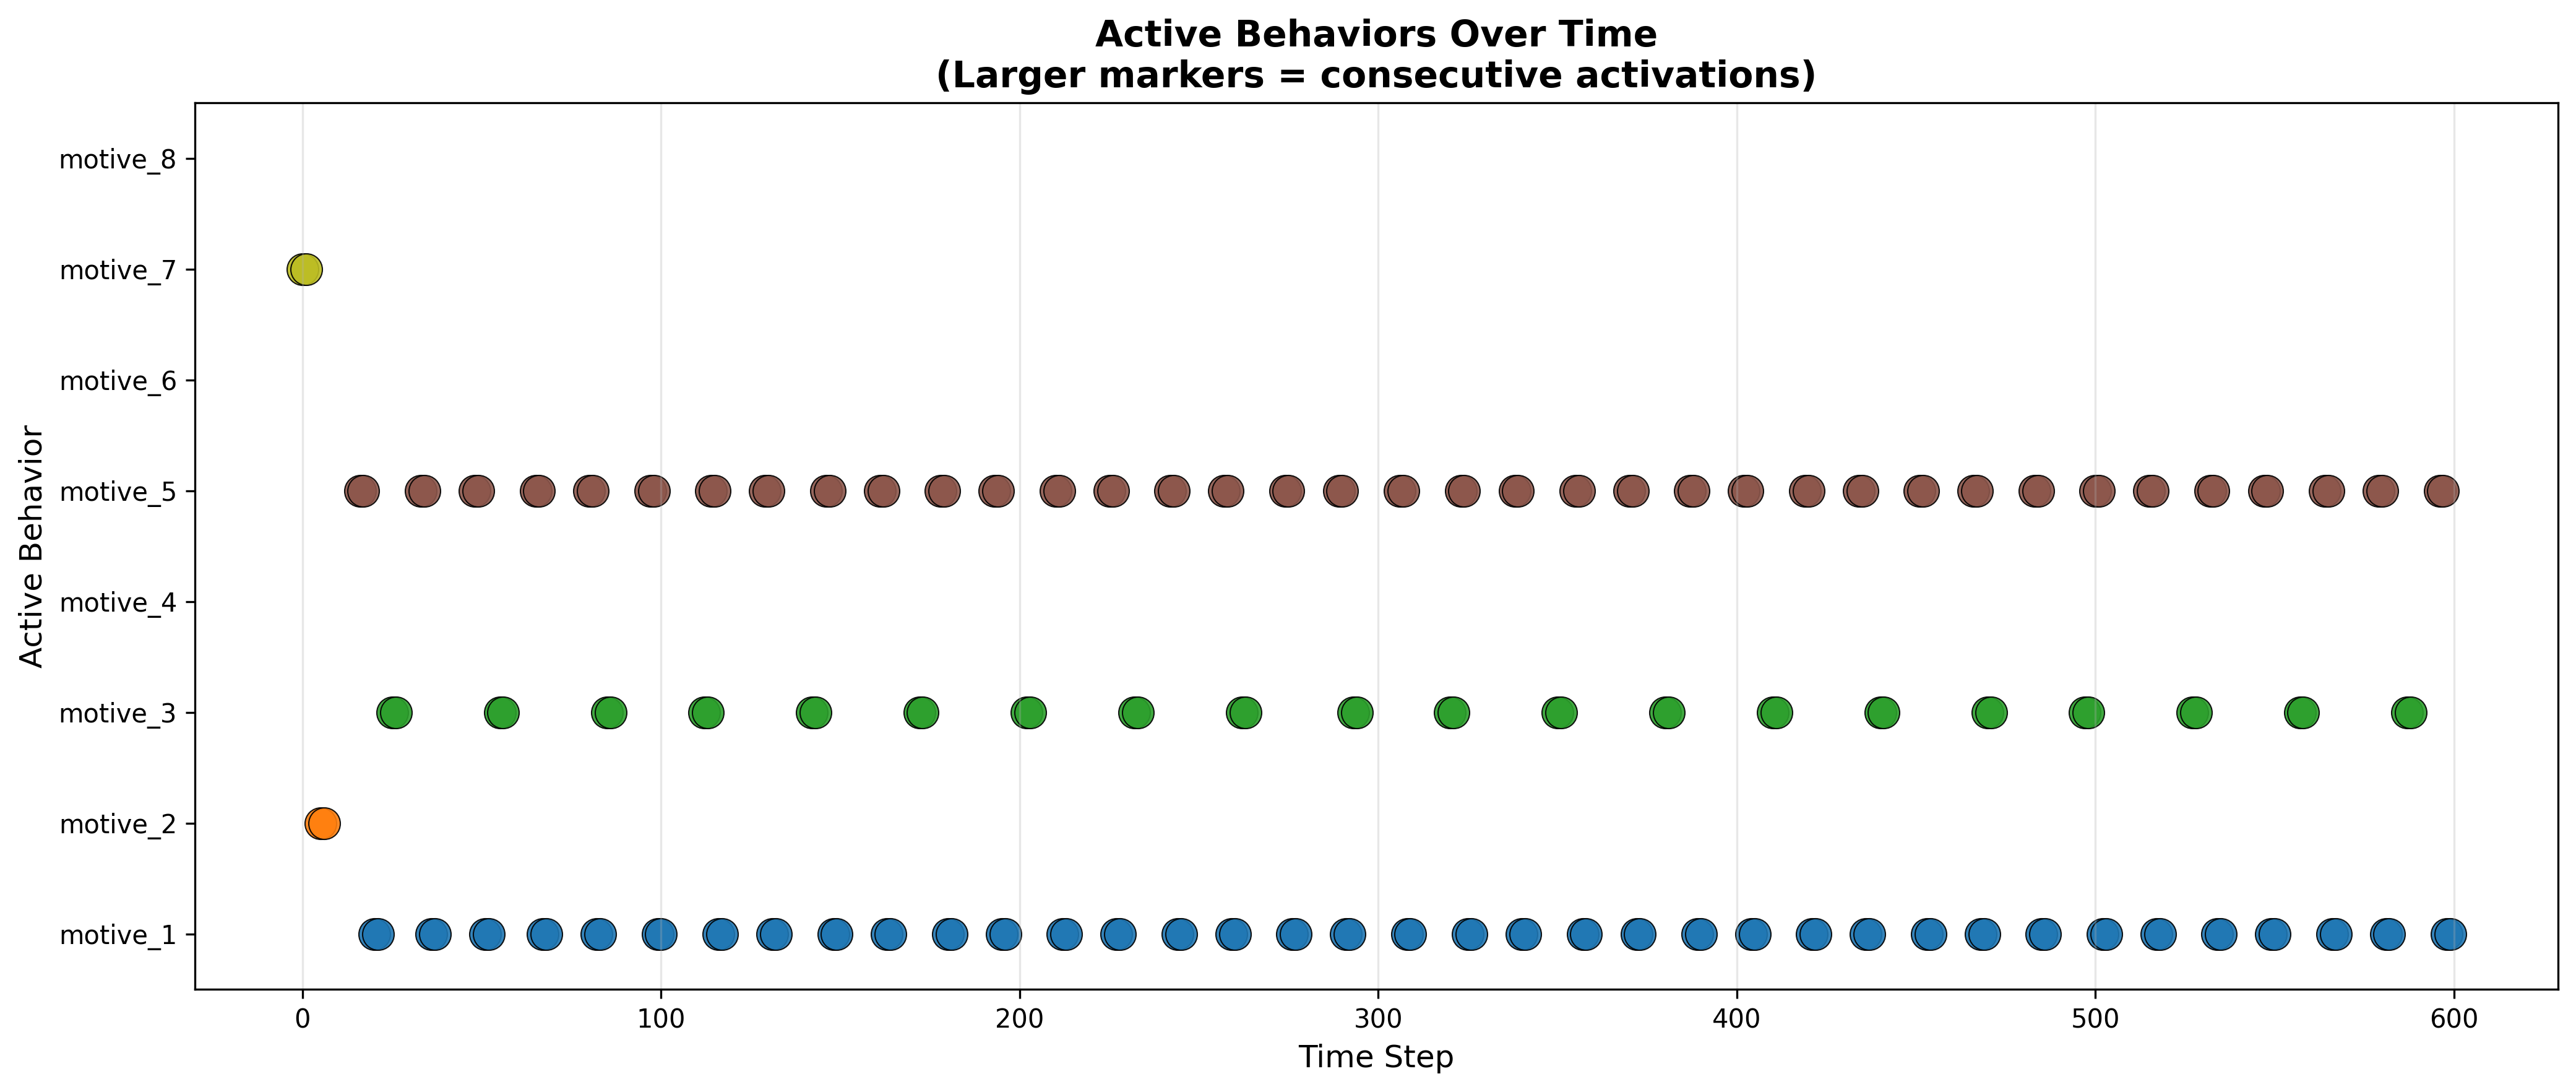 Active Behaviors Over Time
(Larger markers = consecutive activations)
Active Behavior
motive_8
motive_7
motive_6
motive_5
motive_4
motive_3
motive_2
motive_1
0 100 200 300 400 500 600
Time Step